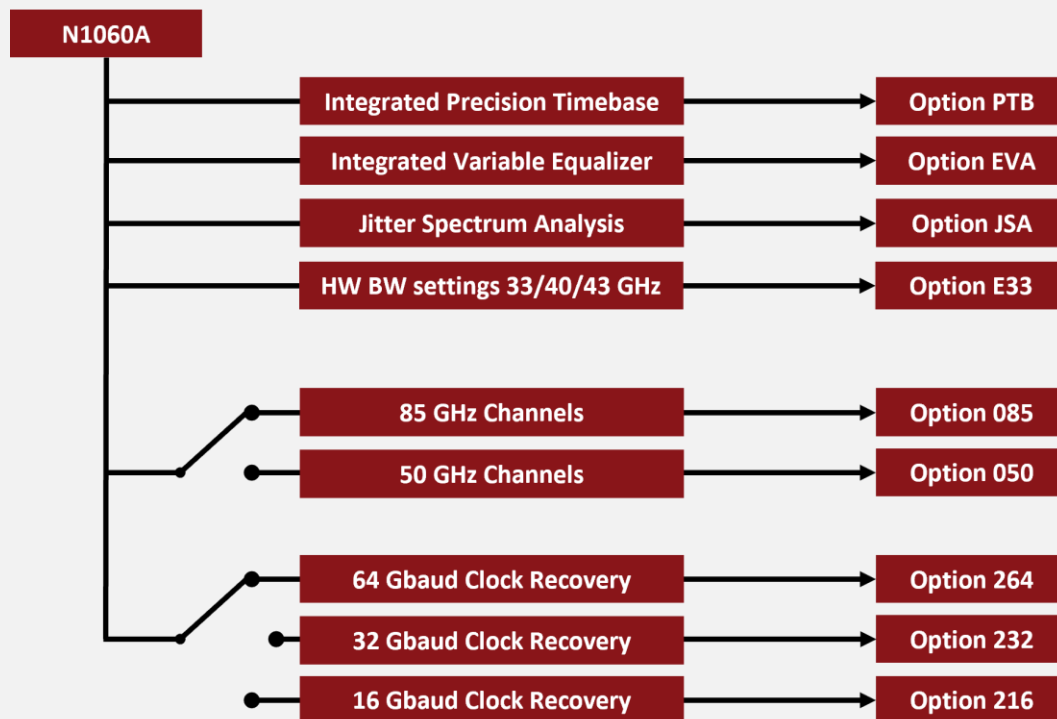 N1060A
Integrated Precision Timebase Option PTB
Integrated Variable Equalizer Option EVA
Jitter Spectrum Analysis Option JSA
HW BW settings 33/40/43 GHz Option E33
85 GHz Channels Option 085
50 GHz Channels Option 050
64 Gbaud Clock Recovery Option 264
32 Gbaud Clock Recovery Option 232
16 Gbaud Clock Recovery Option 216